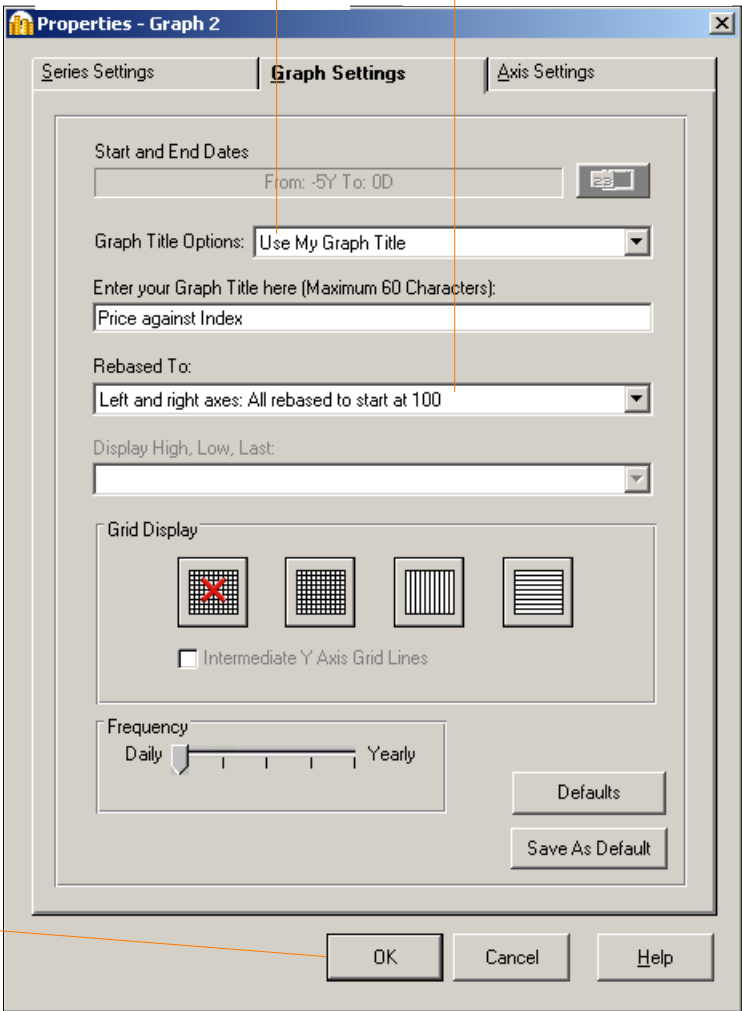 Properties - Graph 2
Series Settings Graph Settings Axis Settings
Start and End Dates
From: -5Y To: 0D
23
Graph Title Options: Use My Graph Title
Enter your Graph Title here (Maximum 60 Characters):
Price against Index
Rebased To:
Left and right axes: All rebased to start at 100
Display High, Low, Last:
Grid Display
Intermediate Y Axis Grid Lines
Frequency
Daily Yearly
Defaults
Save As Default
OK Cancel Help